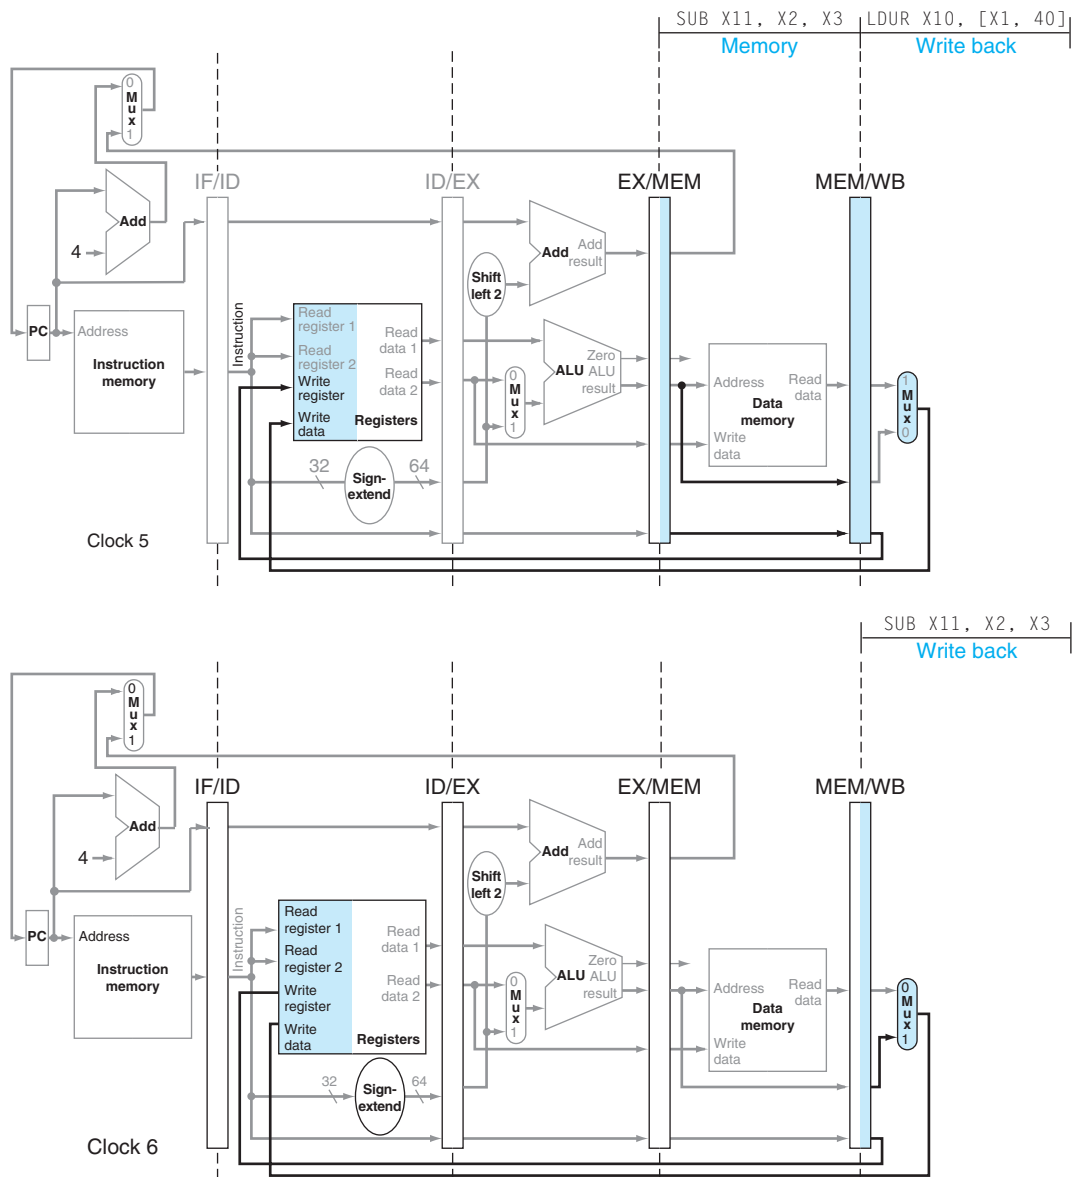 SUB X11, X2, X3
LDUR X10, [X1, 40]
Memory
Write back
0
Mux
1
IF/ID
ID/EX
EX/MEM
MEM/WB
Add
4
Add
Add
result
Shift
left 2
PC
Address
Instruction
memory
Instruction
Read
register 1
Read
register 2
Write
register
Write
data
Read
data 1
Read
data 2
Registers
0
Mux
1
Zero
ALU
ALU
result
Address
Read
data
Data
memory
Write
data
1
Mux
0
32
Sign-
extend
64
Clock 5
SUB X11, X2, X3
Write back
0
Mux
1
IF/ID
ID/EX
EX/MEM
MEM/WB
Add
4
Add
Add
result
Shift
left 2
PC
Address
Instruction
memory
Instruction
Read
register 1
Read
register 2
Write
register
Write
data
Read
data 1
Read
data 2
Registers
0
Mux
1
Zero
ALU
ALU
result
Address
Read
data
Data
memory
Write
data
0
Mux
1
32
Sign-
extend
64
Clock 6